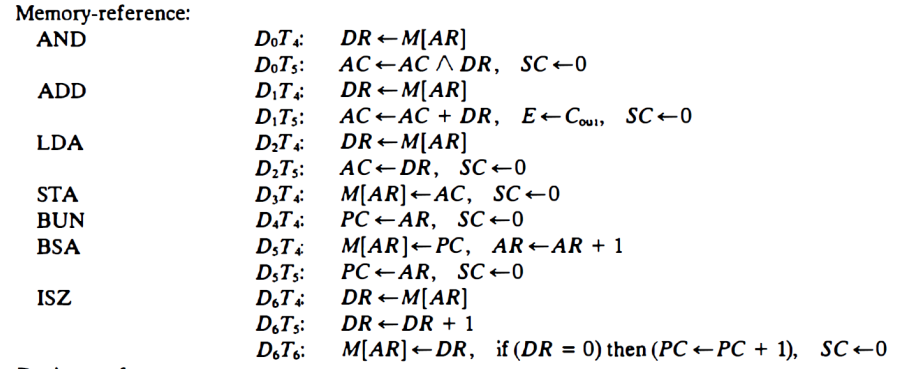 Memory-reference:
AND D₀T₄: DR ← M[AR]
D₀T₅: AC ← AC ∧ DR, SC ← 0
ADD D₁T₄: DR ← M[AR]
D₁T₅: AC ← AC + DR, E ← Cₒᵤₜ, SC ← 0
LDA D₂T₄: DR ← M[AR]
D₂T₅: AC ← DR, SC ← 0
STA D₃T₄: M[AR] ← AC, SC ← 0
BUN D₄T₄: PC ← AR, SC ← 0
BSA D₅T₄: M[AR] ← PC, AR ← AR + 1
D₅T₅: PC ← AR, SC ← 0
ISZ D₆T₄: DR ← M[AR]
D₆T₅: DR ← DR + 1
D₆T₆: M[AR] ← DR, if (DR = 0) then (PC ← PC + 1), SC ← 0